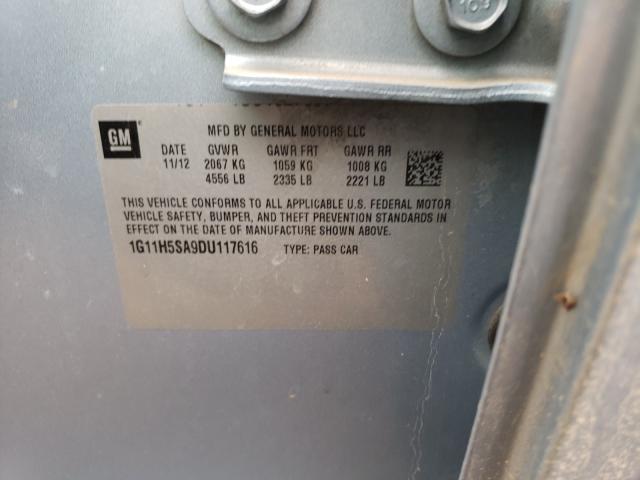 109
GM
MFD BY GENERAL MOTORS LLC
DATE GVWR GAWR FRT GAWR RR
11/12 2067 KG 1059 KG 1008 KG
4556 LB 2335 LB 2221 LB
THIS VEHICLE CONFORMS TO ALL APPLICABLE U.S. FEDERAL MOTOR
VEHICLE SAFETY, BUMPER, AND THEFT PREVENTION STANDARDS IN
EFFECT ON THE DATE OF MANUFACTURE SHOWN ABOVE.
1G11H5SA9DU117616 TYPE: PASS CAR